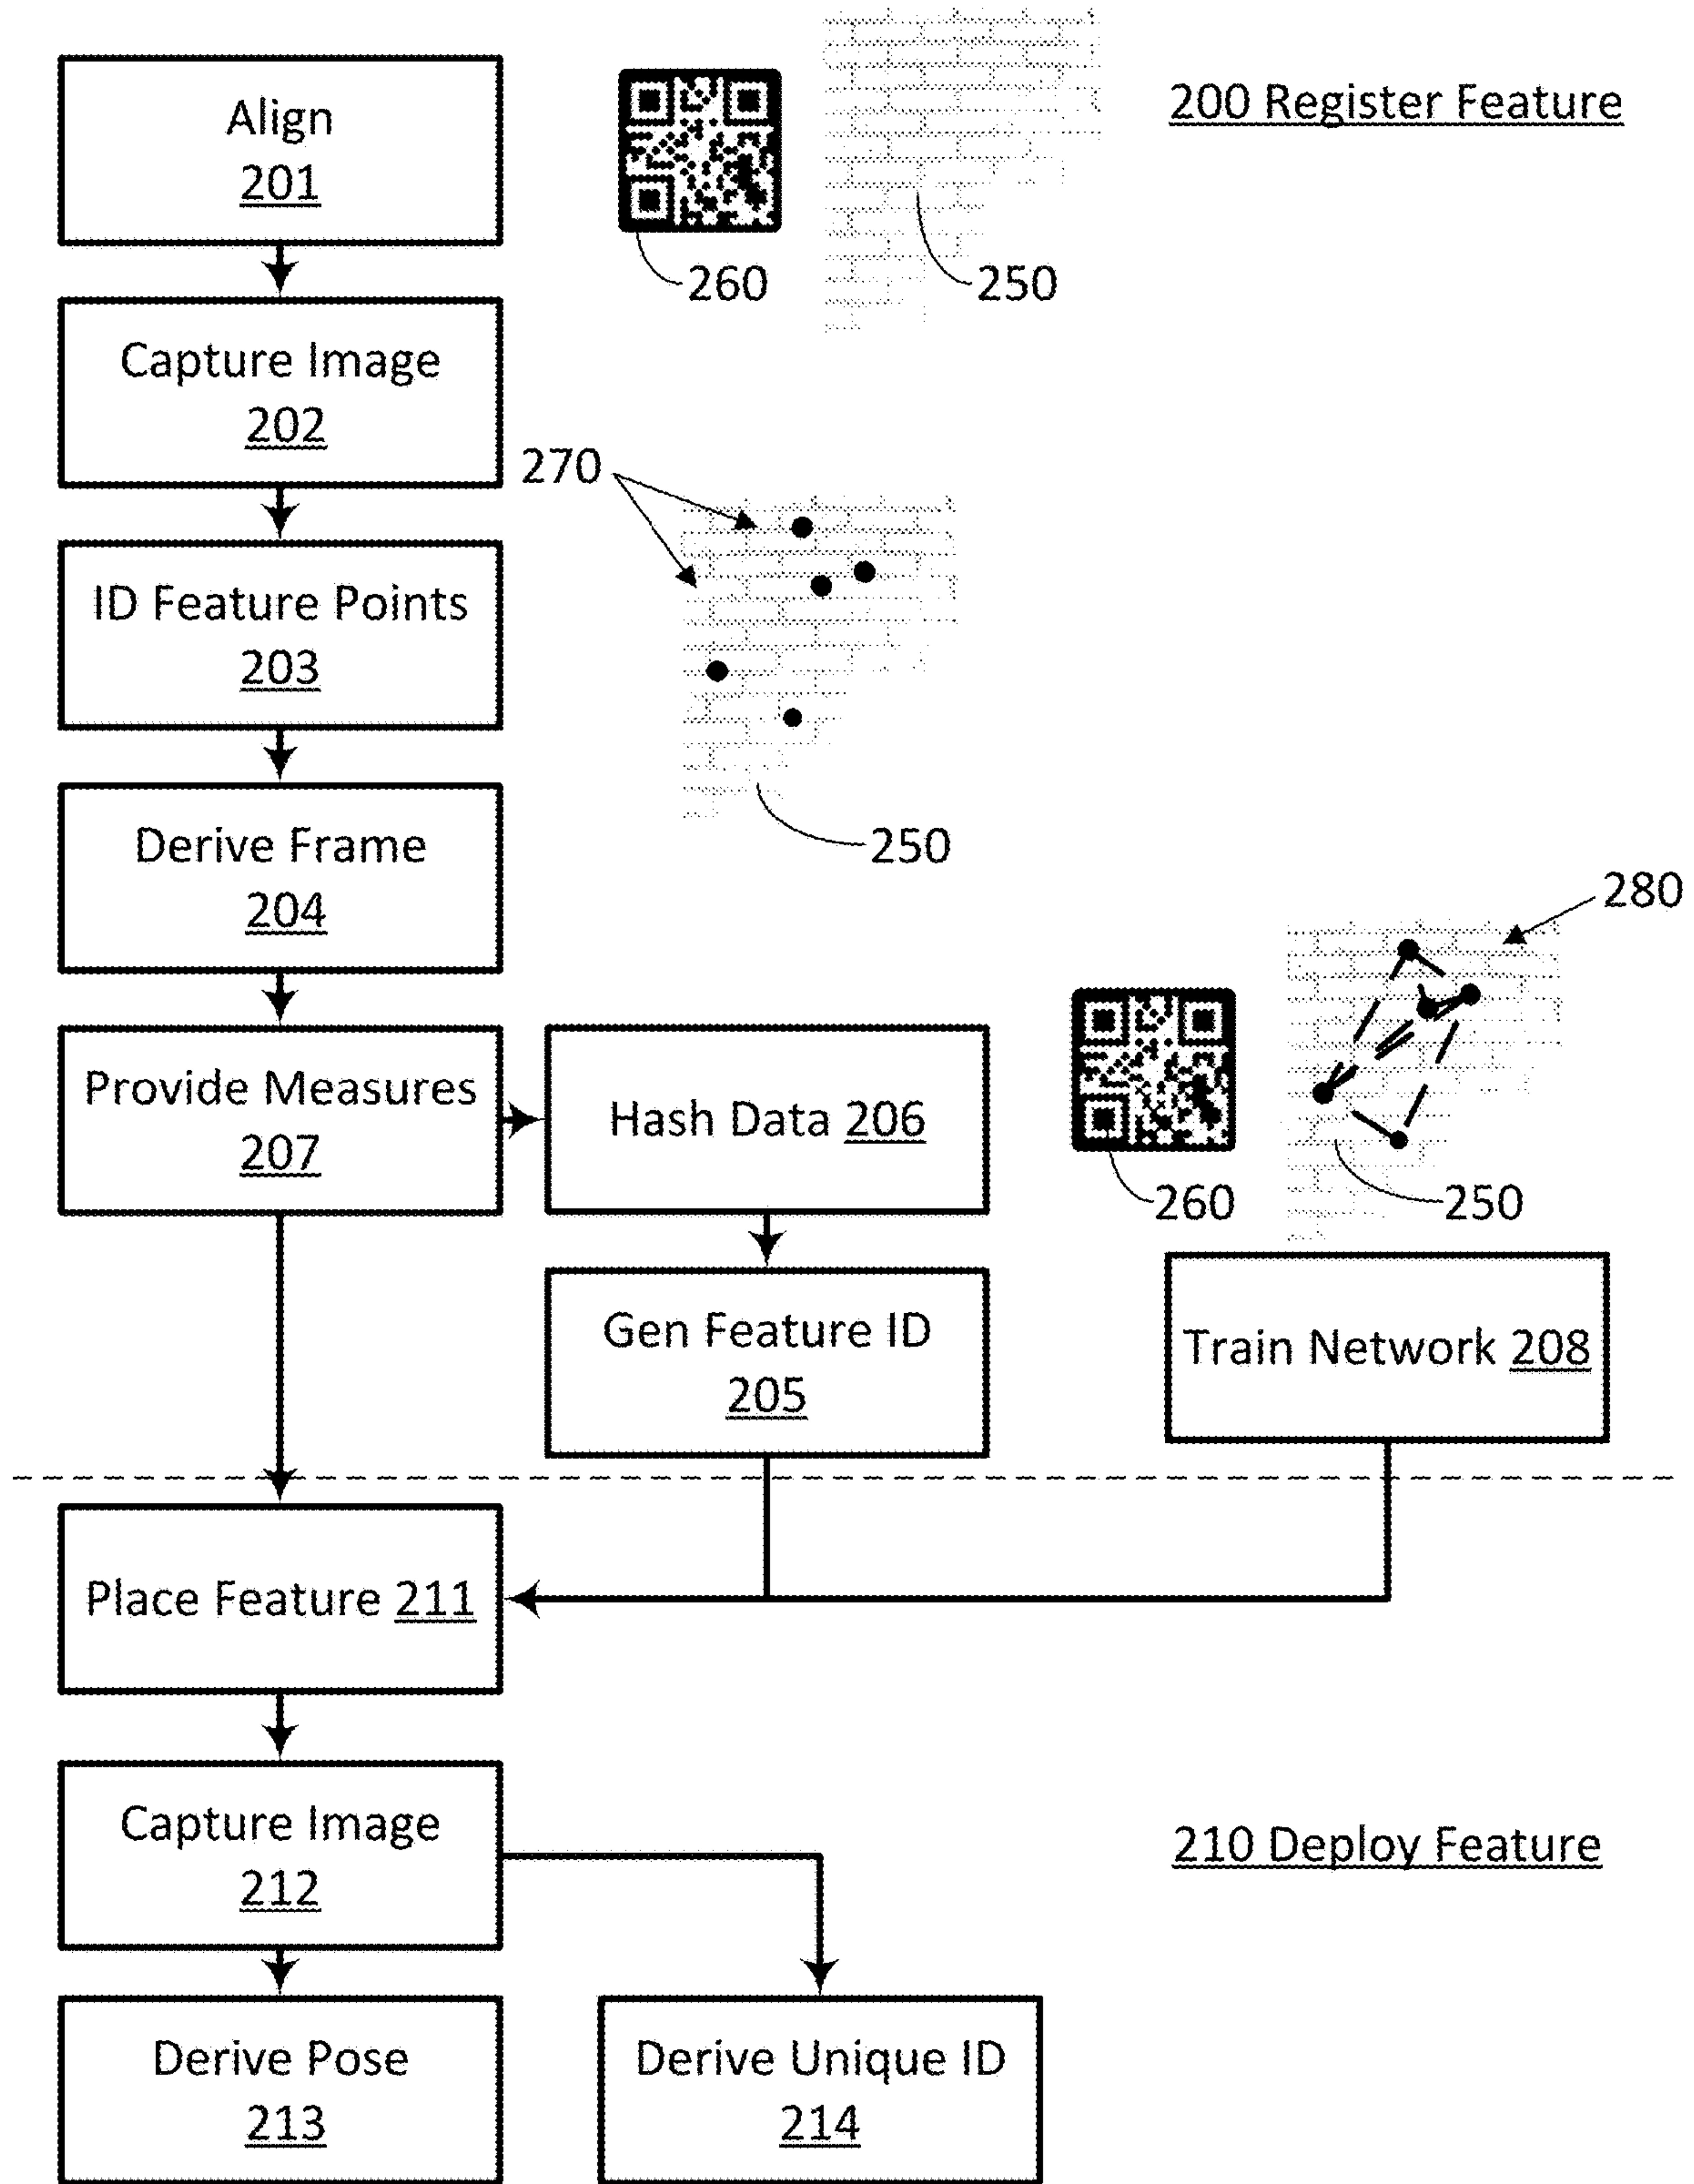 Align
201
200 Register Feature
260
250
Capture Image
202
270
ID Feature Points
203
250
Derive Frame
204
280
Provide Measures
207
Hash Data 206
260
250
Gen Feature ID
205
Train Network 208
Place Feature 211
Capture Image
212
210 Deploy Feature
Derive Pose
213
Derive Unique ID
214